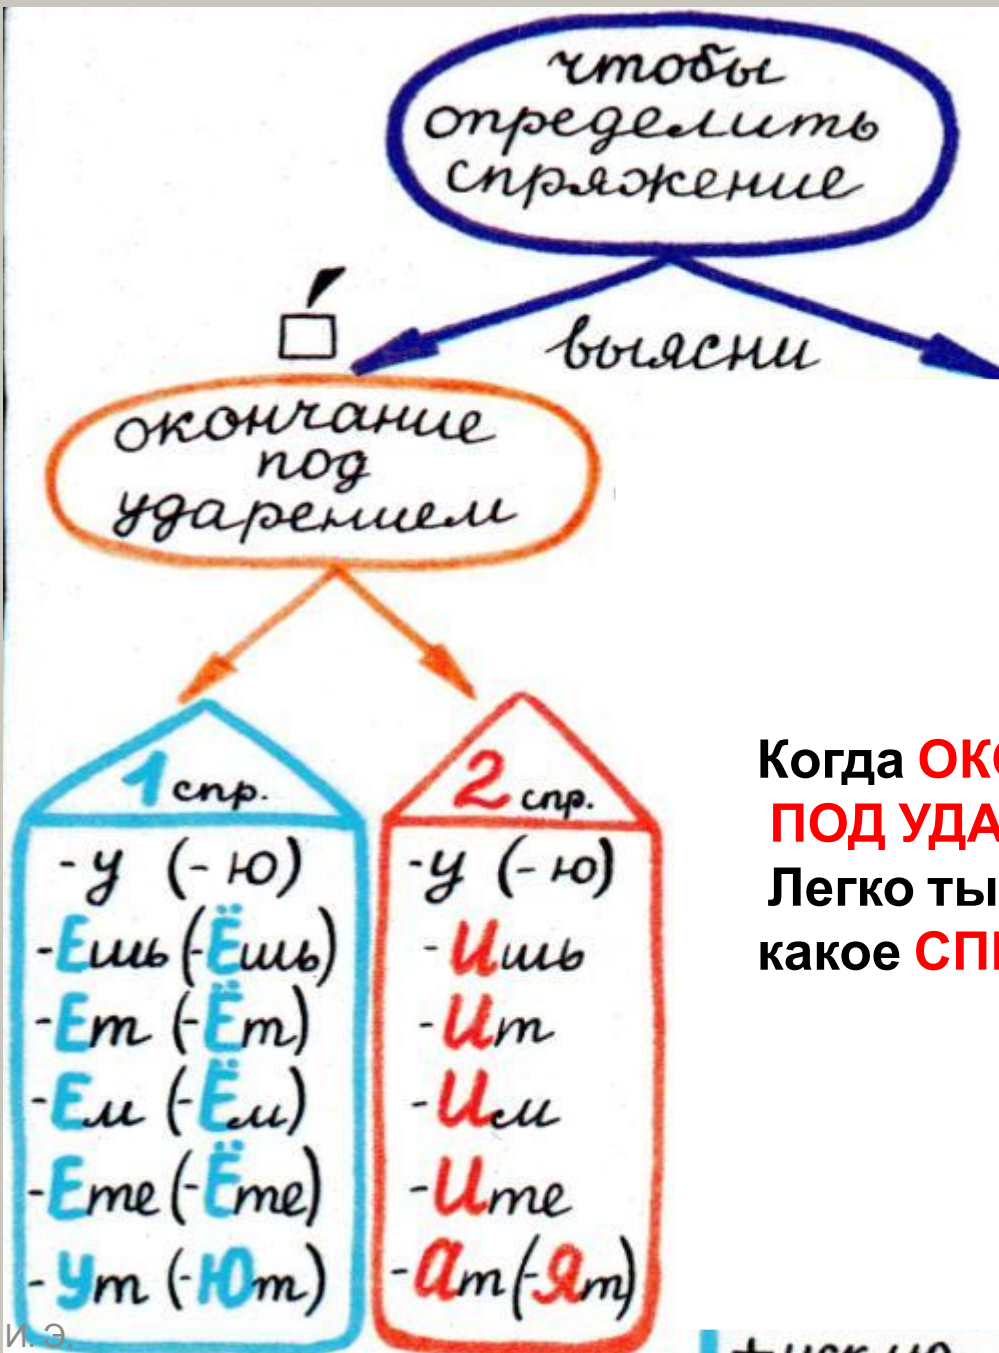 чтобы
определить
спряжение
выясни
окончание
под
ударением
1 спр.
-у (-ю)
-Ешь (-Ёшь)
-Ет (-Ёт)
-Ем (-Ём)
-Ете (-Ёте)
-Ут (-Ют)
2 спр.
-у (-ю)
-Ишь
-Ит
-Им
-Ите
-Ат (-Ят)
Когда
ПОД
Легко ты
какое
И. Э.